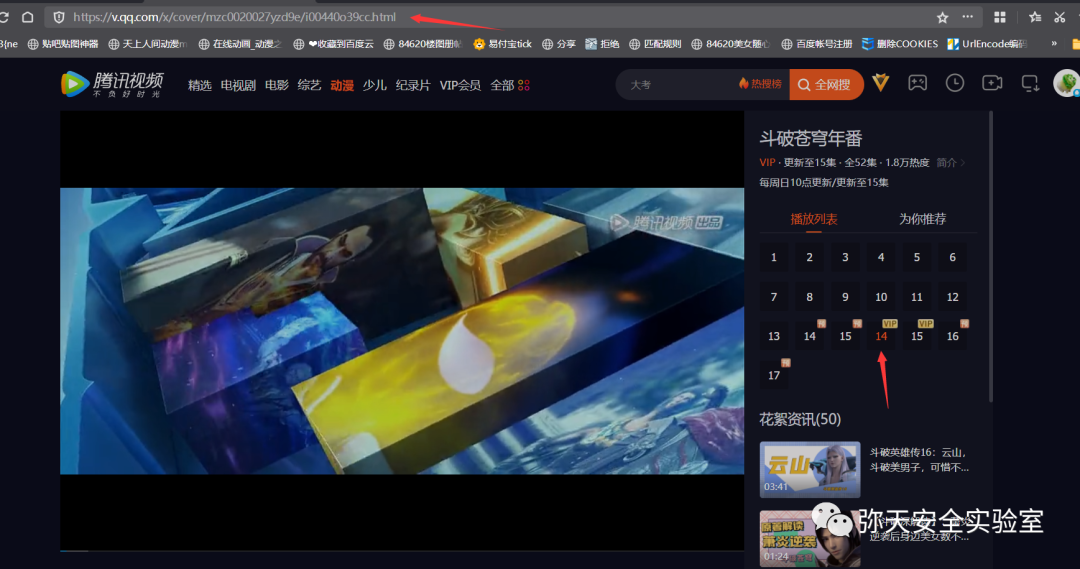 https://v.qq.com/x/cover/mzc0020027yzd9e/i00440o39cc.html
贴吧贴图神器
天上人间动漫
在线动画_动漫之
❤收藏到百度云
84620楼图册帖
易付宝tick
分享
拒绝
匹配规则
84620美女随心
百度帐号注册
删除COOKIES
UrlEncode编码
»
腾讯视频
不负好时光
精选 电视剧 电影 综艺 动漫 少儿 纪录片 VIP会员 全部
大考
热搜榜
全网搜
腾讯视频 出品
斗破苍穹年番
VIP · 更新至15集 · 全52集 · 1.8万热度 简介 >
每周日10点更新/更新至15集
播放列表 为你推荐
1 2 3 4 5 6
7 8 9 10 11 12
预 预 VIP VIP 预
13 14 15 14 15 16
预
17
花絮资讯(50)
云山
03:41
斗破英雄传16：云山，
斗破美男子，可惜不...
原著解读
萧炎逆袭
01:24
逆袭后身边美女数不...
弥天安全实验室